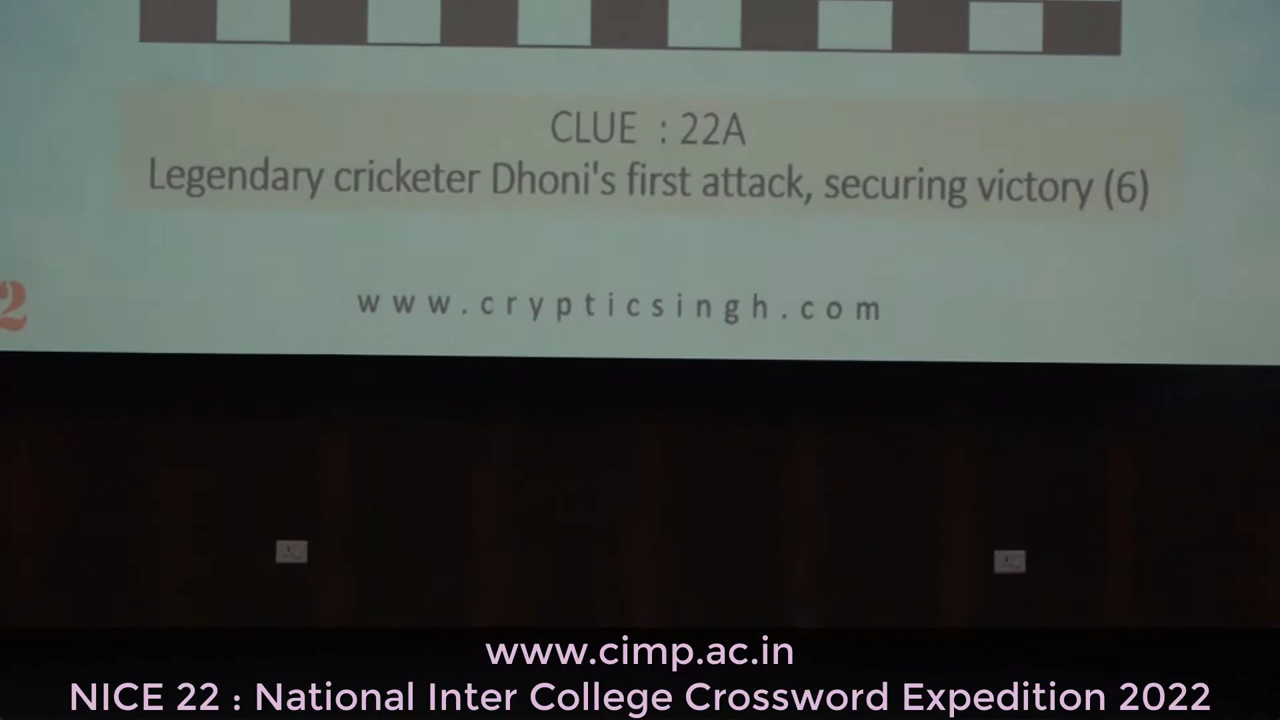 CLUE : 22A
Legendary cricketer Dhoni's first attack, securing victory (6)
2
www.crypticsingh.com
www.cimp.ac.in
NICE 22 : National Inter College Crossword Expedition 2022